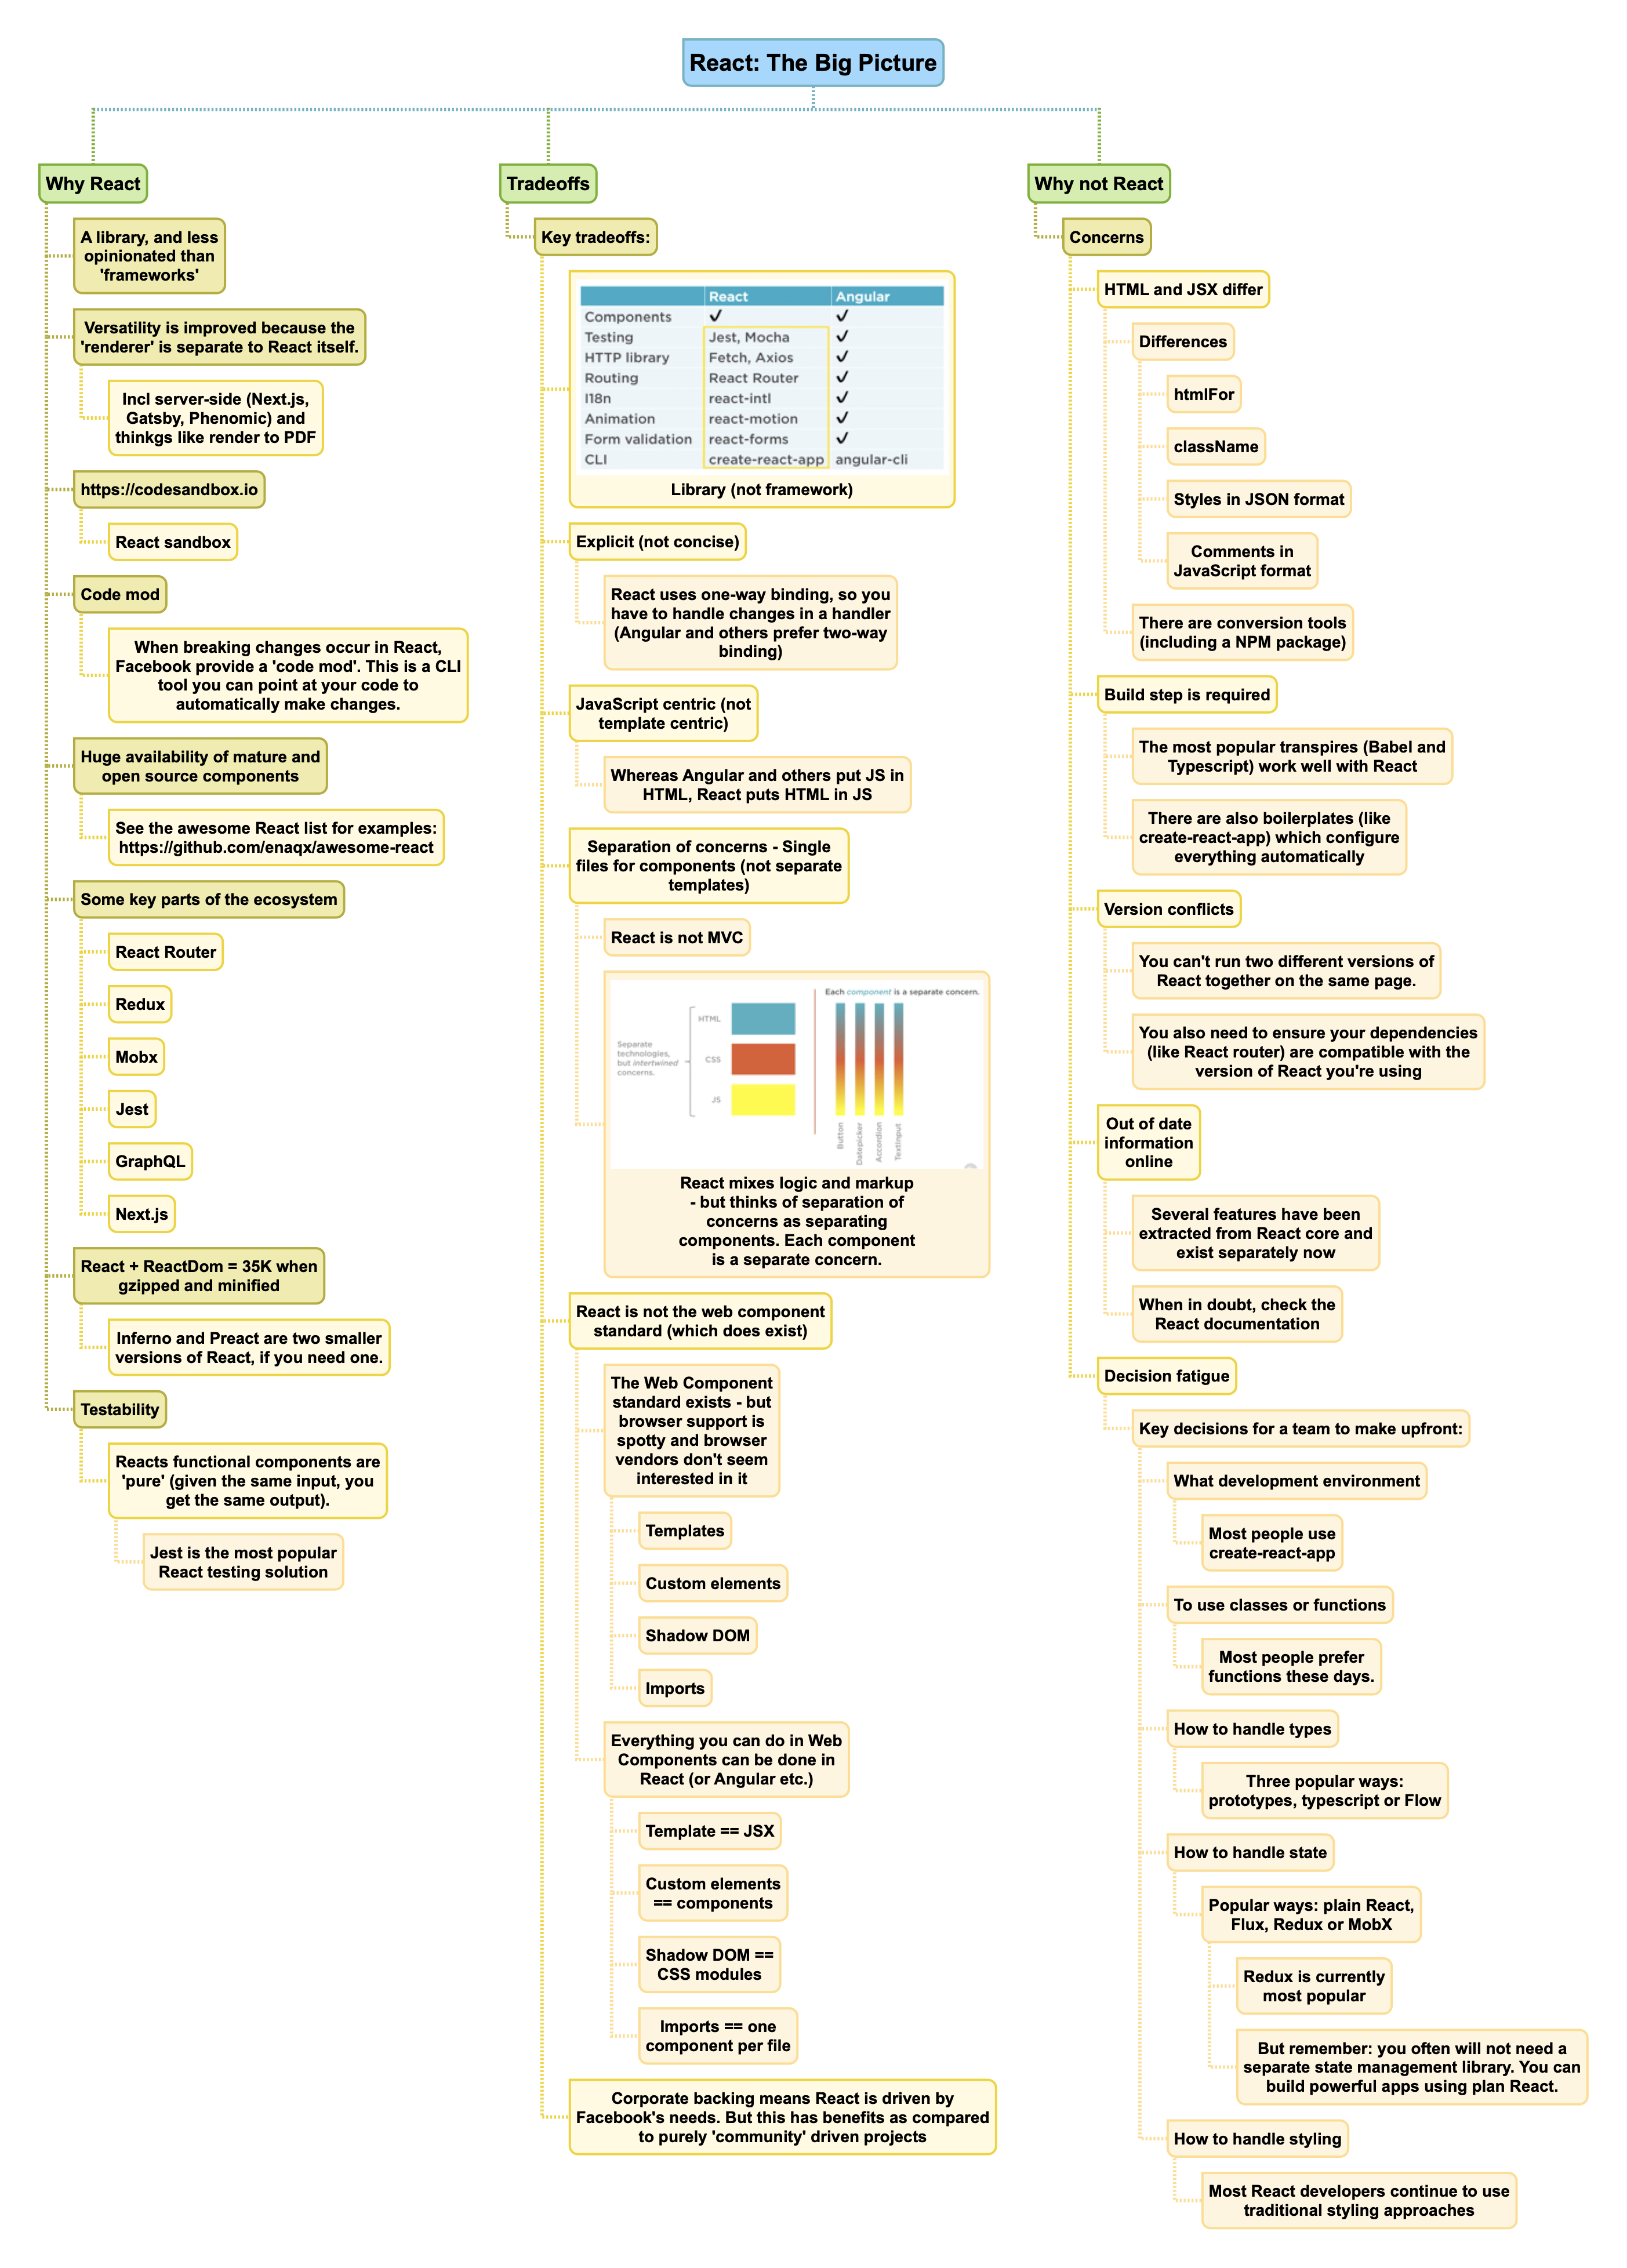 React: The Big Picture
Why React
A library, and less
opinionated than
'frameworks'
Versatility is improved because the
'renderer' is separate to React itself.
Incl server-side (Next.js,
Gatsby, Phenomic) and
thinkgs like render to PDF
https://codesandbox.io
React sandbox
Code mod
When breaking changes occur in React,
Facebook provide a 'code mod'. This is a CLI
tool you can point at your code to
automatically make changes.
Huge availability of mature and
open source components
See the awesome React list for examples:
https://github.com/enaqx/awesome-react
Some key parts of the ecosystem
React Router
Redux
Mobx
Jest
GraphQL
Next.js
React + ReactDom = 35K when
gzipped and minified
Inferno and Preact are two smaller
versions of React, if you need one.
Testability
Reacts functional components are
'pure' (given the same input, you
get the same output).
Jest is the most popular
React testing solution
Tradeoffs
Key tradeoffs:
React Angular
Components ✓ ✓
Testing Jest, Mocha ✓
HTTP library Fetch, Axios ✓
Routing React Router ✓
I18n react-intl ✓
Animation react-motion ✓
Form validation react-forms ✓
CLI create-react-app angular-cli
Library (not framework)
Explicit (not concise)
React uses one-way binding, so you
have to handle changes in a handler
(Angular and others prefer two-way
binding)
JavaScript centric (not
template centric)
Whereas Angular and others put JS in
HTML, React puts HTML in JS
Separation of concerns - Single
files for components (not separate
templates)
React is not MVC
Each component is a separate concern.
Separate
technologies,
but intertwined
concerns.
HTML
CSS
JS
Button
Datepicker
Accordion
TextInput
React mixes logic and markup
- but thinks of separation of
concerns as separating
components. Each component
is a separate concern.
React is not the web component
standard (which does exist)
The Web Component
standard exists - but
browser support is
spotty and browser
vendors don't seem
interested in it
Templates
Custom elements
Shadow DOM
Imports
Everything you can do in Web
Components can be done in
React (or Angular etc.)
Template == JSX
Custom elements
== components
Shadow DOM ==
CSS modules
Imports == one
component per file
Corporate backing means React is driven by
Facebook's needs. But this has benefits as compared
to purely 'community' driven projects
Why not React
Concerns
HTML and JSX differ
Differences
htmlFor
className
Styles in JSON format
Comments in
JavaScript format
There are conversion tools
(including a NPM package)
Build step is required
The most popular transpires (Babel and
Typescript) work well with React
There are also boilerplates (like
create-react-app) which configure
everything automatically
Version conflicts
You can't run two different versions of
React together on the same page.
You also need to ensure your dependencies
(like React router) are compatible with the
version of React you're using
Out of date
information
online
Several features have been
extracted from React core and
exist separately now
When in doubt, check the
React documentation
Decision fatigue
Key decisions for a team to make upfront:
What development environment
Most people use
create-react-app
To use classes or functions
Most people prefer
functions these days.
How to handle types
Three popular ways:
prototypes, typescript or Flow
How to handle state
Popular ways: plain React,
Flux, Redux or MobX
Redux is currently
most popular
But remember: you often will not need a
separate state management library. You can
build powerful apps using plan React.
How to handle styling
Most React developers continue to use
traditional styling approaches